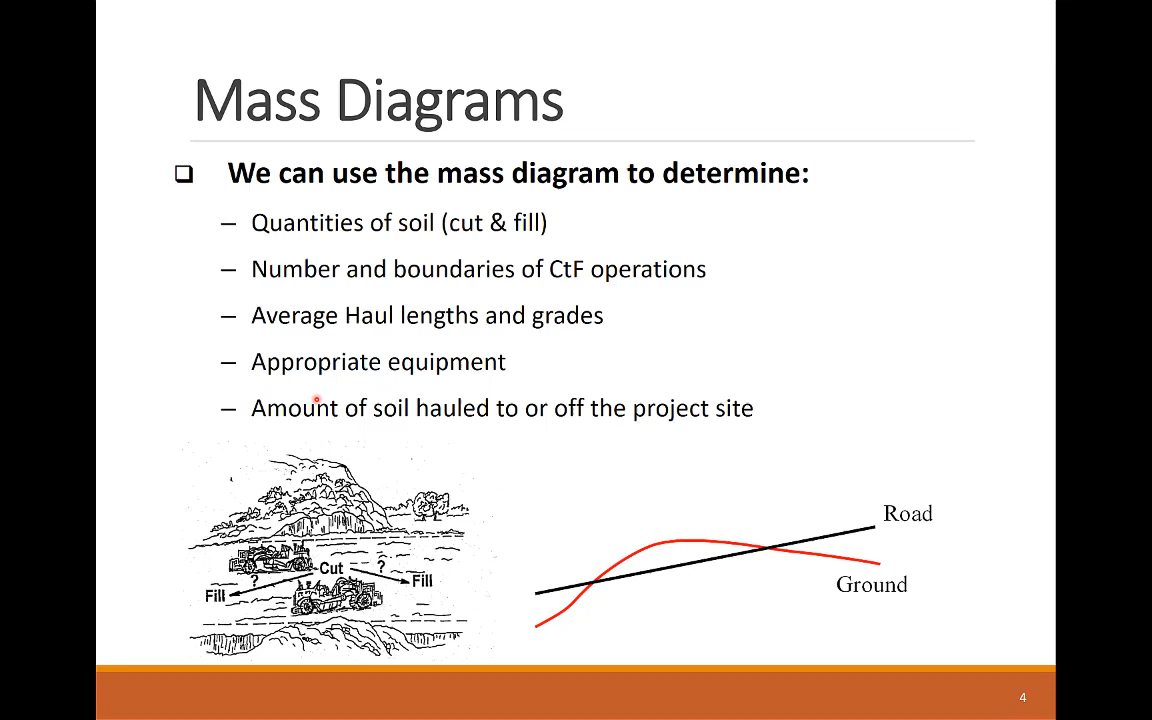 Mass Diagrams
❑ We can use the mass diagram to determine:
– Quantities of soil (cut & fill)
– Number and boundaries of CtF operations
– Average Haul lengths and grades
– Appropriate equipment
– Amount of soil hauled to or off the project site
Cut
?
?
Fill
Fill
Road
Ground
4